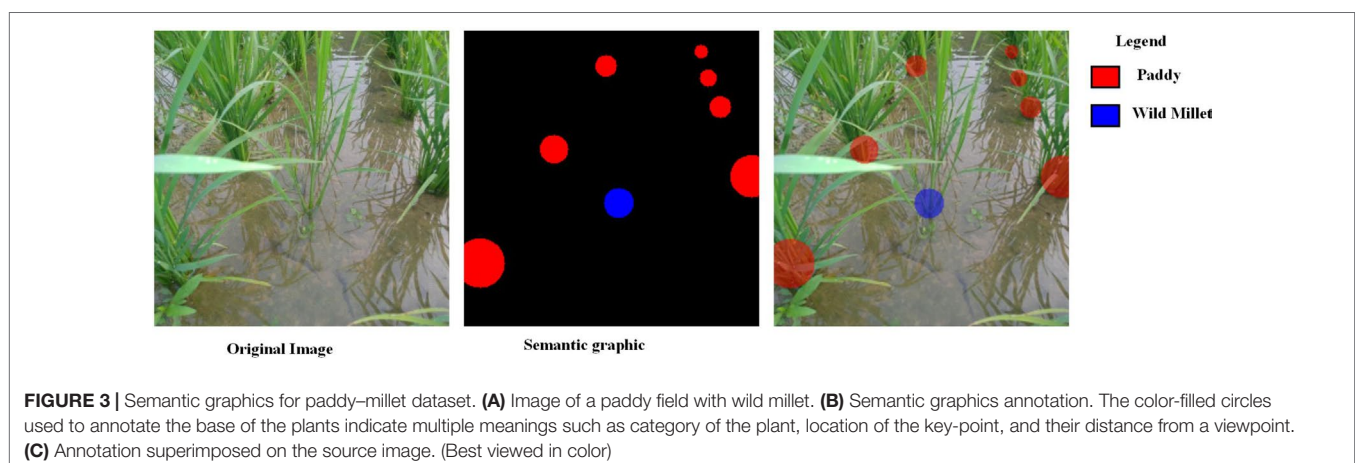 Legend
Paddy
Wild Millet
Original Image
Semantic graphic
FIGURE 3 | Semantic graphics for paddy–millet dataset. (A) Image of a paddy field with wild millet. (B) Semantic graphics annotation. The color-filled circles
used to annotate the base of the plants indicate multiple meanings such as category of the plant, location of the key-point, and their distance from a viewpoint.
(C) Annotation superimposed on the source image. (Best viewed in color)